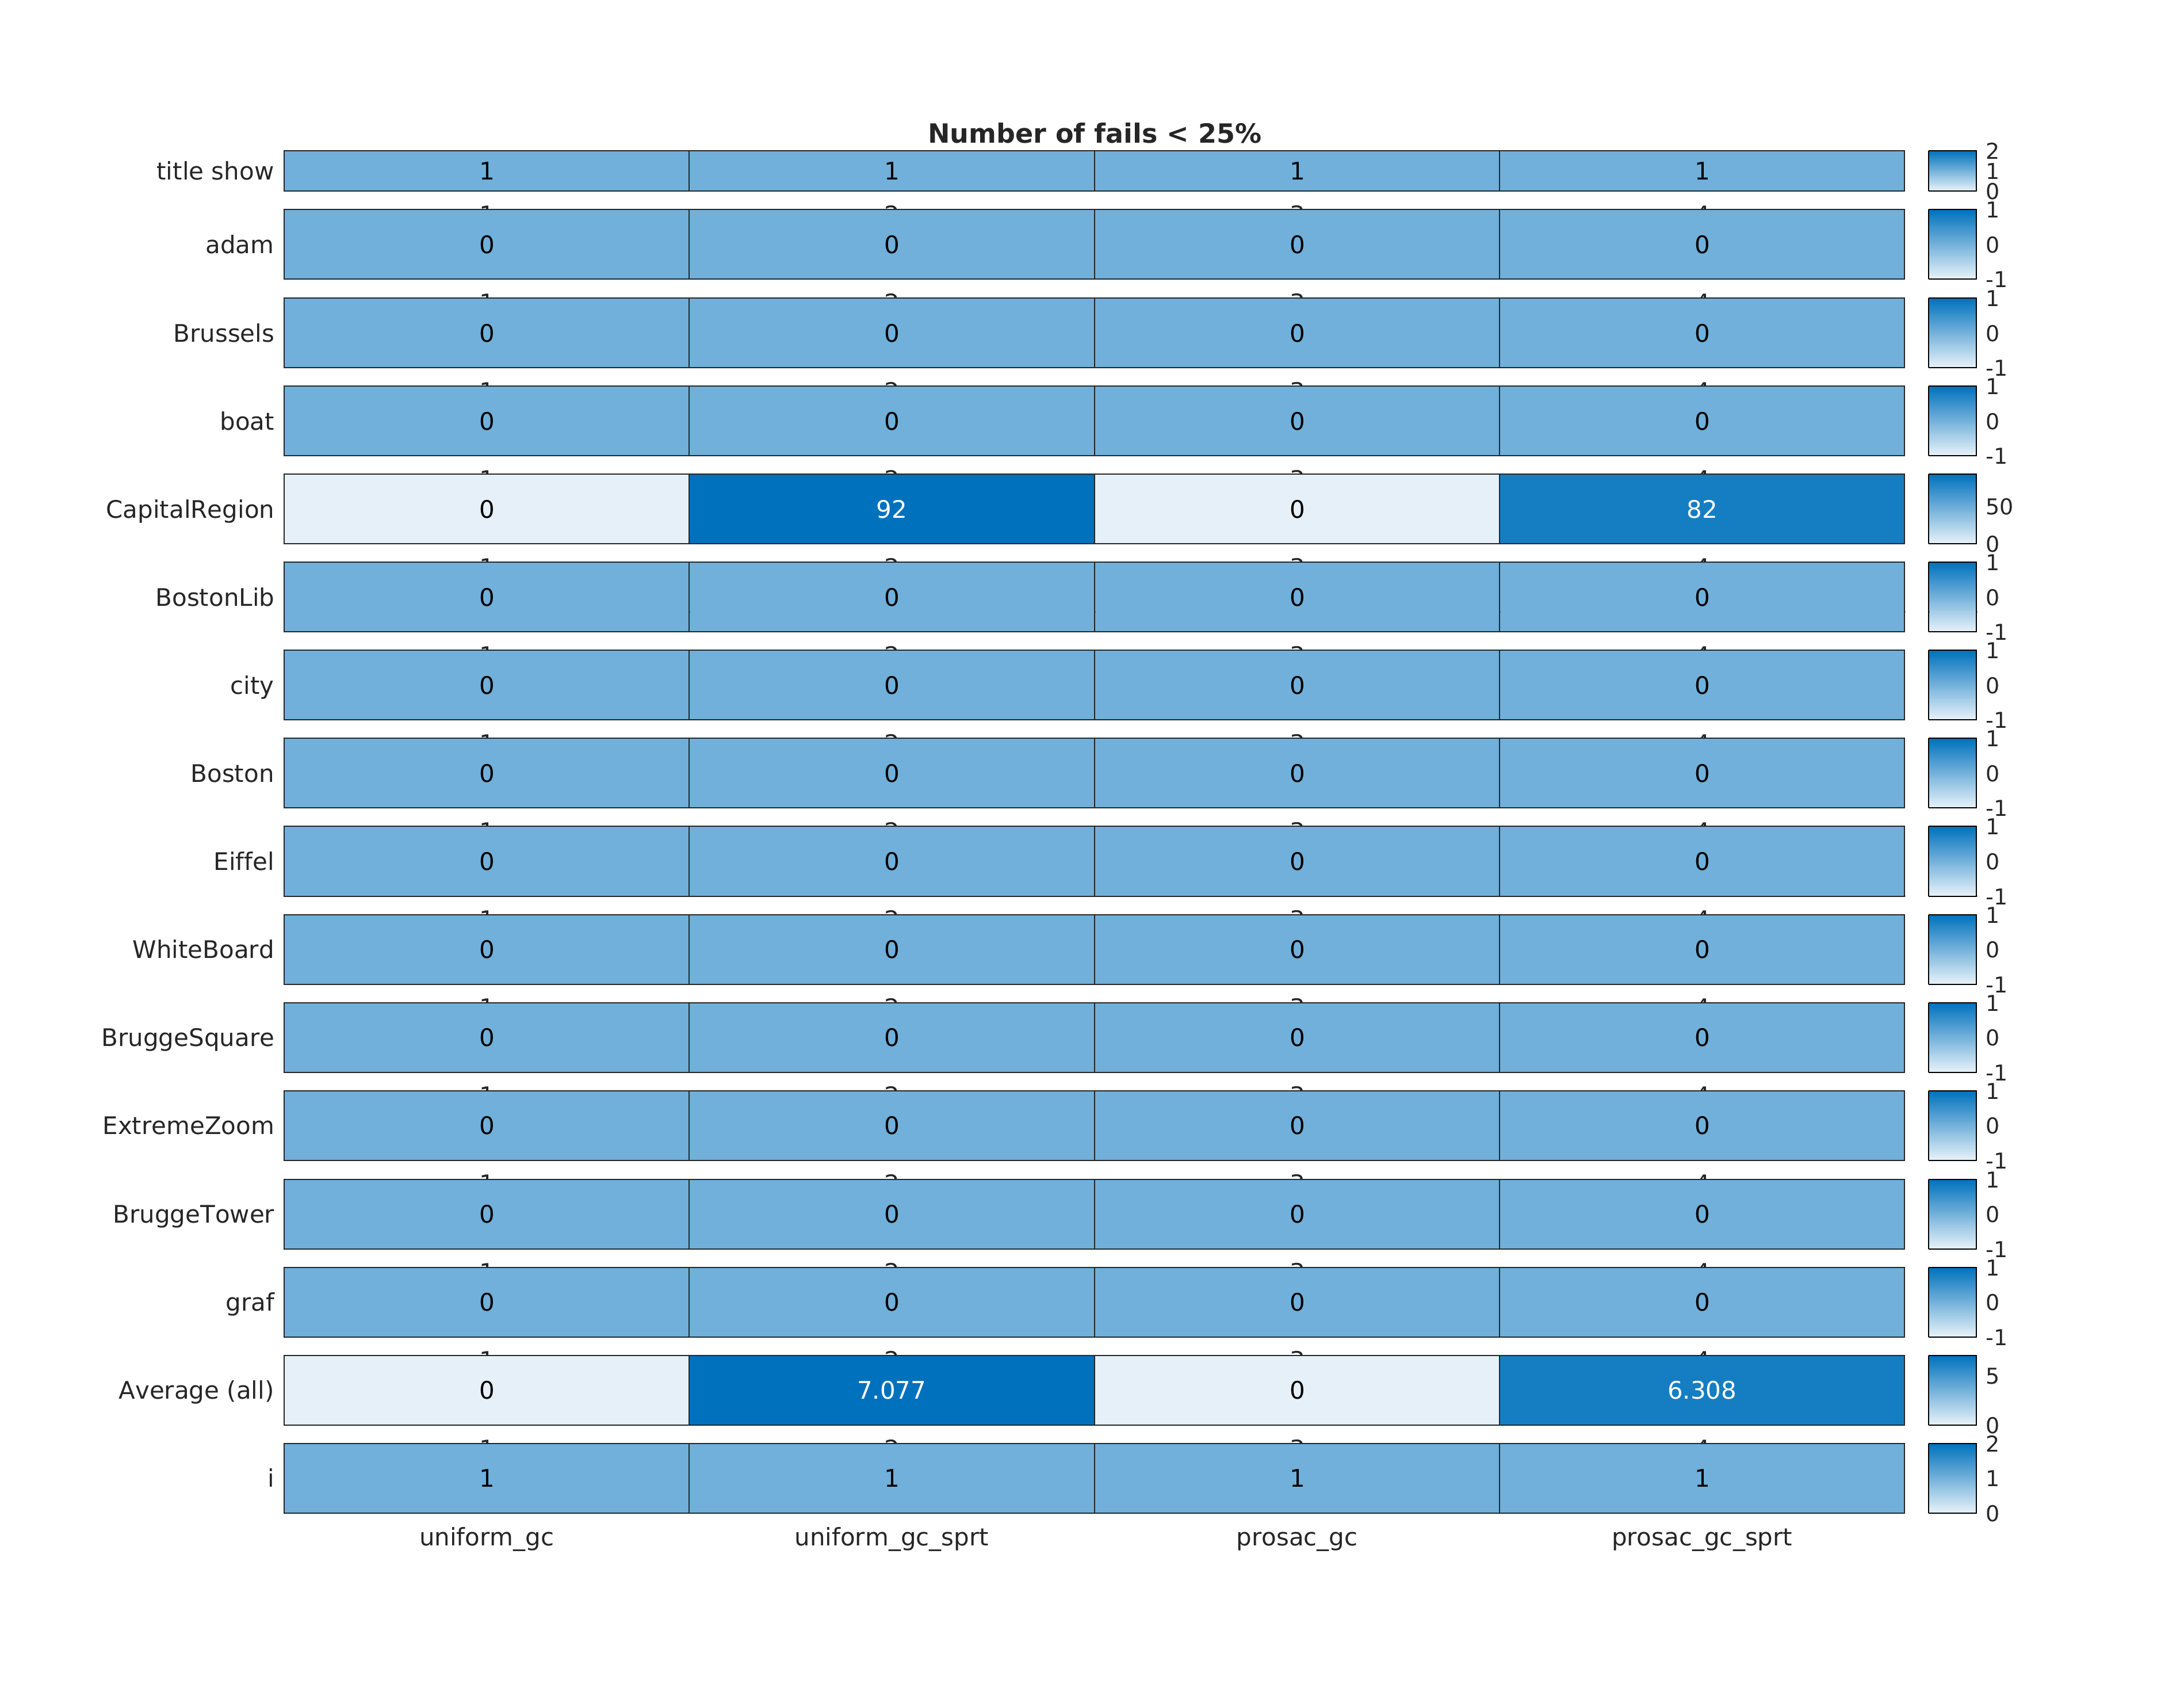 Number of fails < 25%
title show 1 1 1 1 2 1 0
adam 0 0 0 0 1 0 -1
Brussels 0 0 0 0 1 0 -1
boat 0 0 0 0 1 0 -1
CapitalRegion 0 92 0 82 50 0
BostonLib 0 0 0 0 1 0 -1
city 0 0 0 0 1 0 -1
Boston 0 0 0 0 1 0 -1
Eiffel 0 0 0 0 1 0 -1
WhiteBoard 0 0 0 0 1 0 -1
BruggeSquare 0 0 0 0 1 0 -1
ExtremeZoom 0 0 0 0 1 0 -1
BruggeTower 0 0 0 0 1 0 -1
graf 0 0 0 0 1 0 -1
Average (all) 0 7.077 0 6.308 5 0
i 1 1 1 1 2 1 0
uniform_gc uniform_gc_sprt prosac_gc prosac_gc_sprt